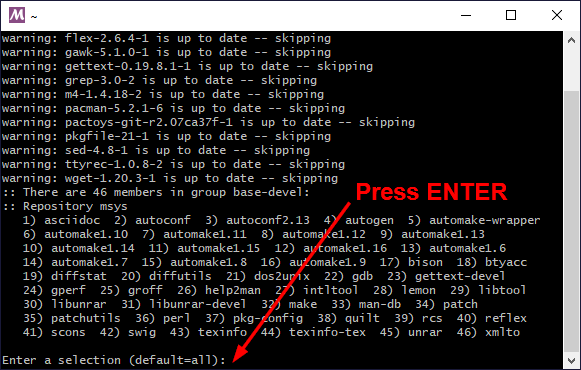 ~
warning: flex-2.6.4-1 is up to date -- skipping
warning: gawk-5.1.0-1 is up to date -- skipping
warning: gettext-0.19.8.1-1 is up to date -- skipping
warning: grep-3.0-2 is up to date -- skipping
warning: m4-1.4.18-2 is up to date -- skipping
warning: pacman-5.2.1-6 is up to date -- skipping
warning: pactoys-git-r2.07ca37f-1 is up to date -- skipping
warning: pkgfile-21-1 is up to date -- skipping
warning: sed-4.8-1 is up to date -- skipping
warning: ttyrec-1.0.8-2 is up to date -- skipping
warning: wget-1.20.3-1 is up to date -- skipping
:: There are 46 members in group base-devel:
:: Repository msys
1) asciidoc 2) autoconf 3) autoconf2.13 4) autogen 5) automake-wrapper
6) automake1.10 7) automake1.11 8) automake1.12 9) automake1.13
10) automake1.14 11) automake1.15 12) automake1.16 13) automake1.6
14) automake1.7 15) automake1.8 16) automake1.9 17) bison 18) btyacc
19) diffstat 20) diffutils 21) dos2unix 22) gdb 23) gettext-devel
24) gperf 25) groff 26) help2man 27) intltool 28) lemon 29) libtool
30) libunrar 31) libunrar-devel 32) make 33) man-db 34) patch
35) patchutils 36) perl 37) pkg-config 38) quilt 39) rcs 40) reflex
41) scons 42) swig 43) texinfo 44) texinfo-tex 45) unrar 46) xmlto
Enter a selection (default=all):
Press ENTER